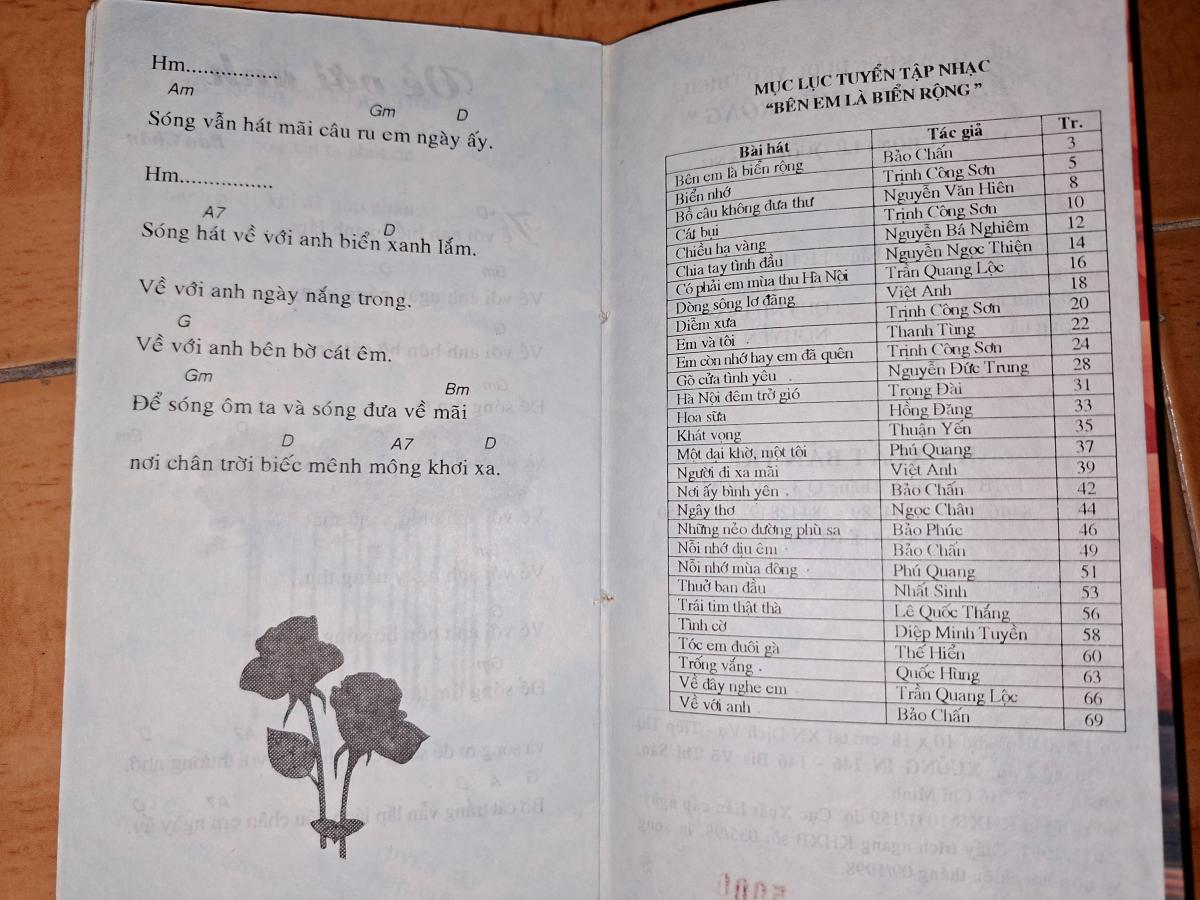 Hm................
Am
Gm
D
Sóng vẫn hát mãi câu ru em ngày ấy.
Hm................
A7
D
Sóng hát về với anh biển xanh lắm.
Về với anh ngày nắng trong.
G
Về với anh bên bờ cát êm.
Gm
Bm
Để sóng ôm ta và sóng đưa về mãi
D
A7
D
nơi chân trời biếc mênh mông khơi xa.
MỤC LỤC TUYỂN TẬP NHẠC
“BÊN EM LÀ BIỂN RỘNG ”
Bài hát Tác giả Tr.
Bên em là biển rộng Bảo Chấn 3
Biển nhớ Trịnh Công Sơn 5
Bồ câu không đưa thư Nguyễn Văn Hiên 8
Cát bụi Trịnh Công Sơn 10
Chiều hạ vàng Nguyễn Bá Nghiêm 12
Chia tay tình đầu Nguyễn Ngọc Thiện 14
Có phải em mùa thu Hà Nội Trần Quang Lộc 16
Dòng sông lơ đãng Việt Anh 18
Diễm xưa Trịnh Công Sơn 20
Em và tôi Thanh Tùng 22
Em còn nhớ hay em đã quên Trịnh Công Sơn 24
Gõ cửa tình yêu Nguyễn Đức Trung 28
Hà Nội đêm trở gió Trọng Đài 31
Hoa sữa Hồng Đăng 33
Khát vọng Thuận Yến 35
Một dại khờ, một tôi Phú Quang 37
Người đi xa mãi Việt Anh 39
Nơi ấy bình yên Bảo Chấn 42
Ngây thơ Ngọc Châu 44
Những nẻo đường phù sa Bảo Phúc 46
Nỗi nhớ dịu êm Bảo Chấn 49
Nỗi nhớ mùa đông Phú Quang 51
Thuở ban đầu Nhất Sinh 53
Trái tim thật thà Lê Quốc Thắng 56
Tình cờ Diệp Minh Tuyền 58
Tóc em đuôi gà Thế Hiển 60
Trống vắng Quốc Hùng 63
Về đây nghe em Trần Quang Lộc 66
Về với anh Bảo Chấn 69